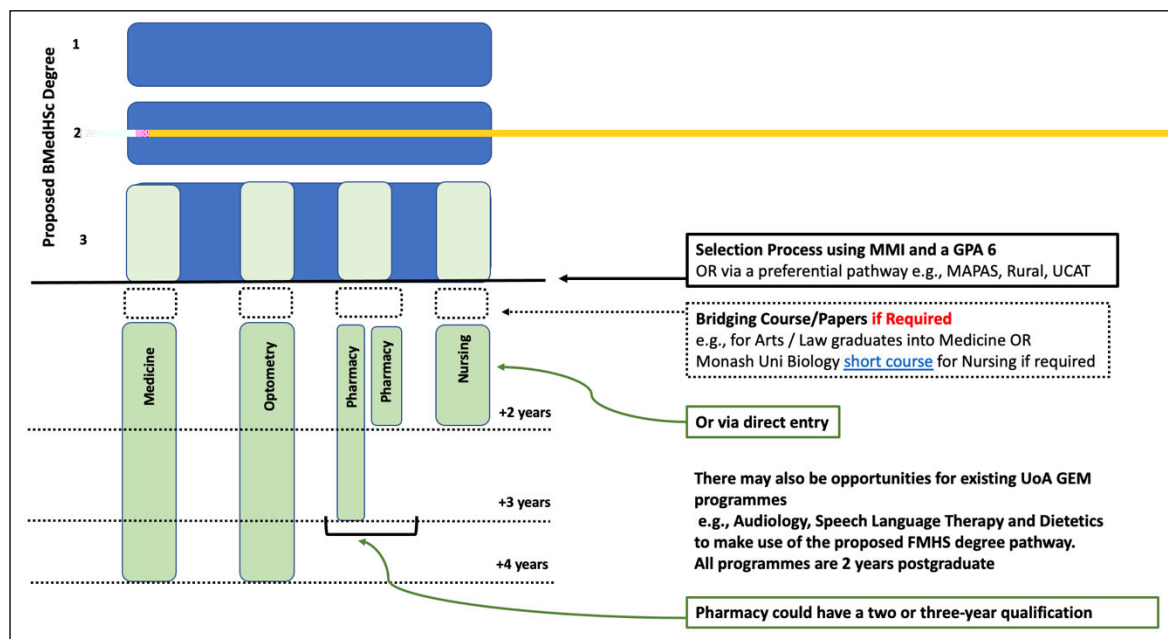 Proposed BMedHSc Degree
1
2
3
Selection Process using MMI and a GPA 6
OR via a preferential pathway e.g., MAPAS, Rural, UCAT
Bridging Course/Papers if Required
e.g., for Arts / Law graduates into Medicine OR
Monash Uni Biology short course for Nursing if required
Medicine
Optometry
Pharmacy
Pharmacy
Nursing
+2 years
Or via direct entry
There may also be opportunities for existing UoA GEM
programmes
e.g., Audiology, Speech Language Therapy and Dietetics
to make use of the proposed FMHS degree pathway.
All programmes are 2 years postgraduate
+3 years
+4 years
Pharmacy could have a two or three-year qualification